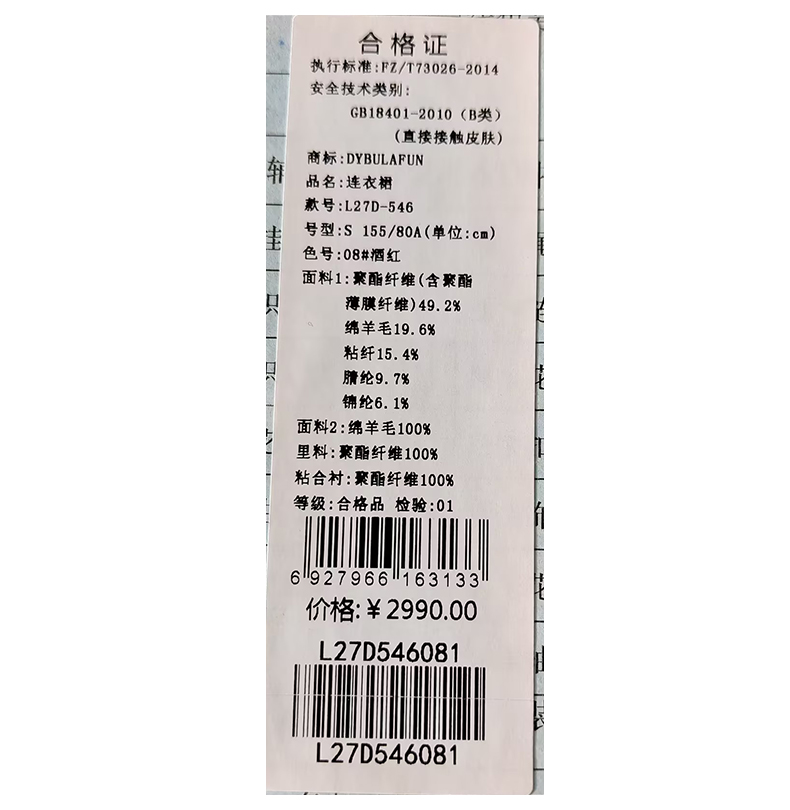 合格证
执行标准:FZ/T73026-2014
安全技术类别:
GB18401-2010（B类）
(直接接触皮肤)
商标:DYBULAFUN
品名:连衣裙
款号:L27D-546
号型:S 155/80A(单位:cm)
色号:08#酒红
面料1:聚酯纤维(含聚酯
薄膜纤维)49.2%
绵羊毛19.6%
粘纤15.4%
腈纶9.7%
锦纶6.1%
面料2:绵羊毛100%
里料:聚酯纤维100%
粘合衬:聚酯纤维100%
等级:合格品 检验:01
6 927966 163133
价格:￥2990.00
L27D546081
L27D546081